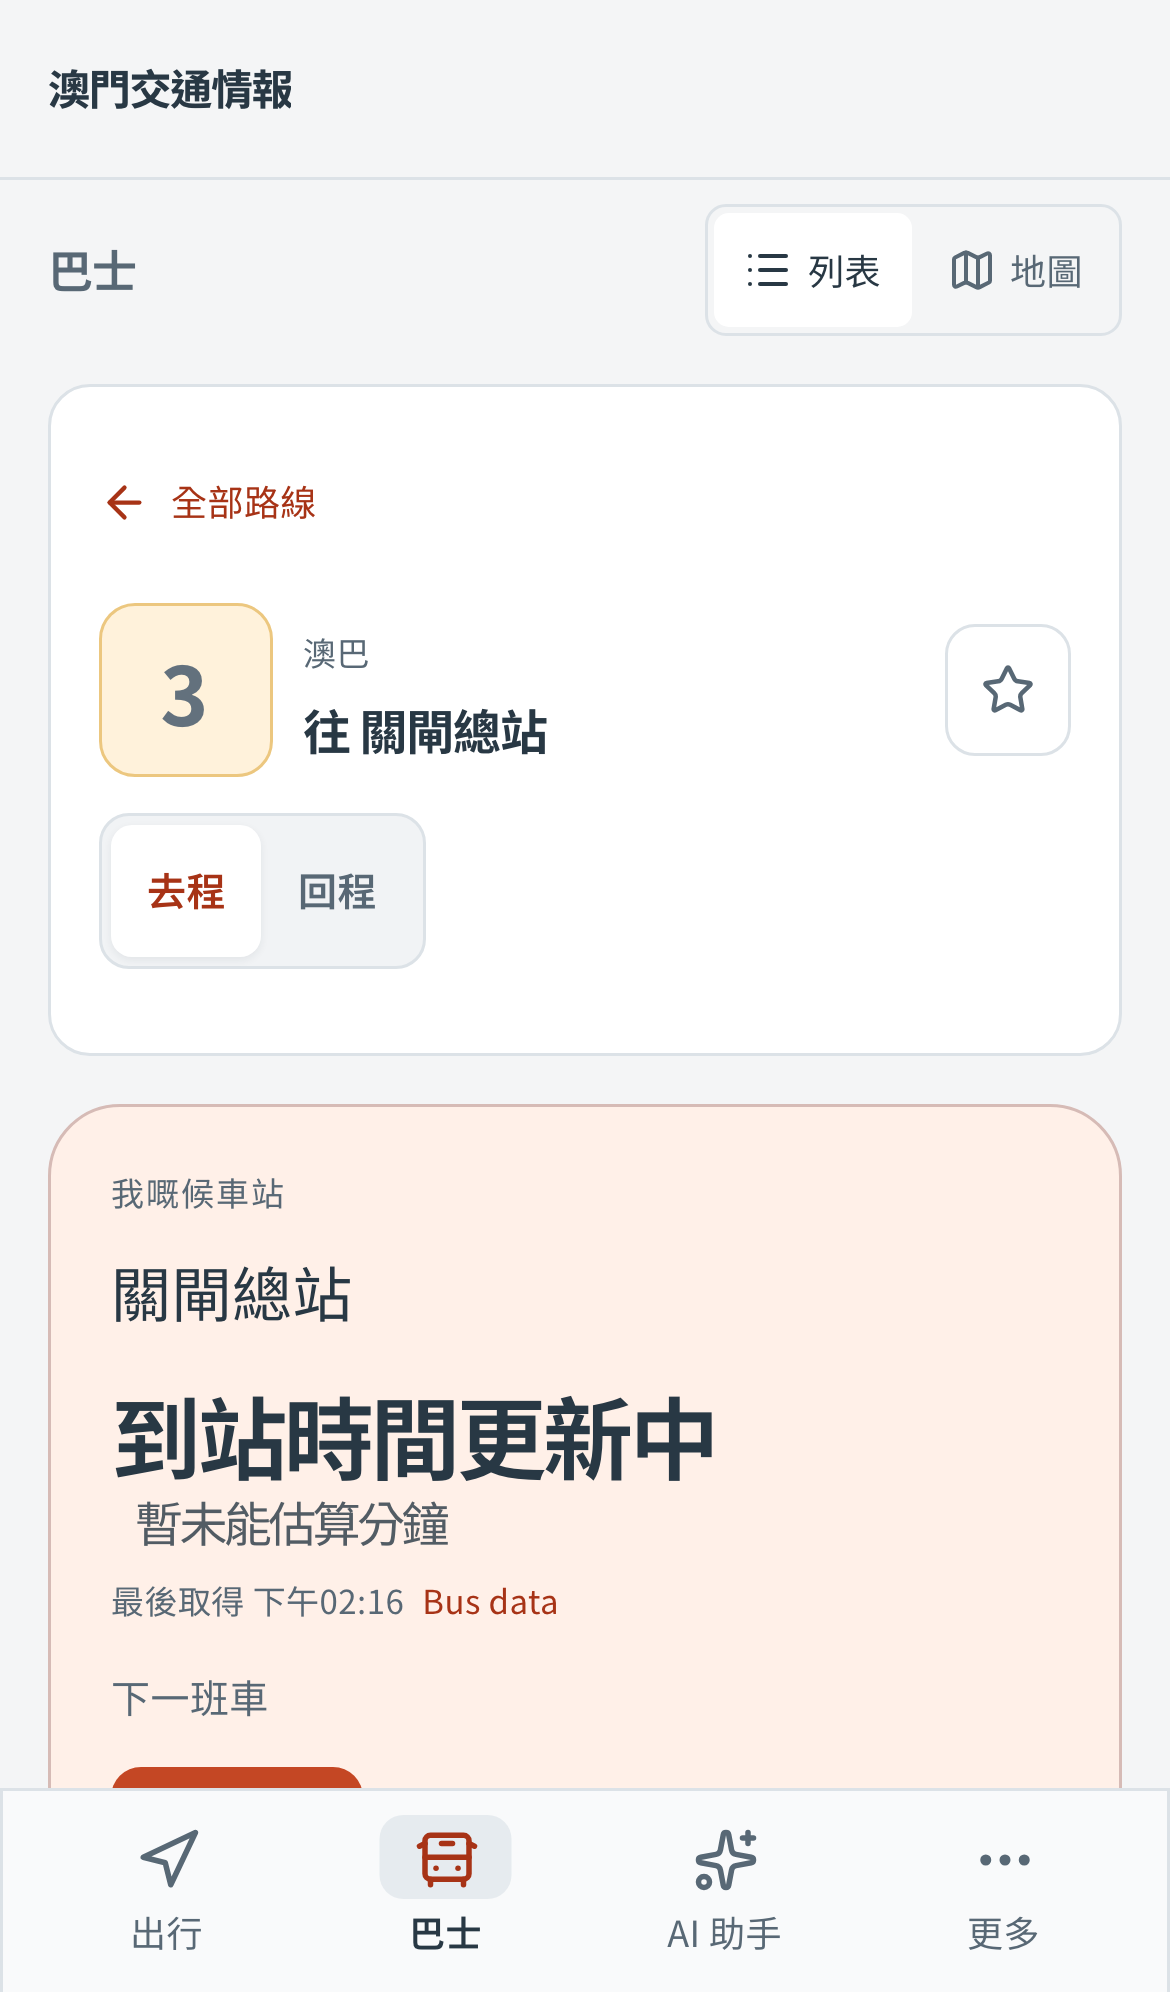 澳門交通情報
巴士
列表
地圖
全部路線
3
澳巴
往 關閘總站
去程
回程
我嘅候車站
關閘總站
到站時間更新中
暫未能估算分鐘
最後取得 下午02:16 Bus data
下一班車
出行
巴士
AI 助手
更多